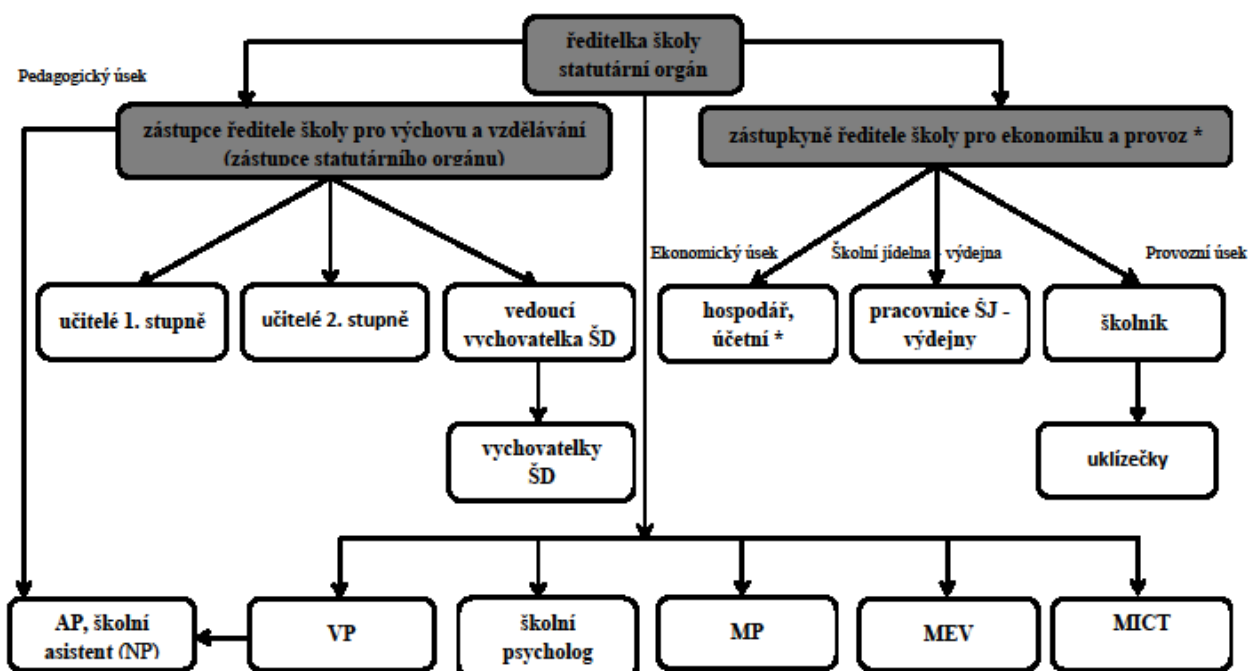 ředitelka školy
statutární orgán
Pedagogický úsek
zástupce ředitele školy pro výchovu a vzdělávání
(zástupce statutárního orgánu)
zástupkyně ředitele školy pro ekonomiku a provoz *
Ekonomický úsek
Školní jídelna - výdejna
Provozní úsek
učitelé 1. stupně
učitelé 2. stupně
vedoucí
vychovatelka ŠD
hospodář,
účetní *
pracovnice ŠJ -
výdejny
školník
vychovatelky
ŠD
uklízečky
AP, školní
asistent (NP)
VP
školní
psycholog
MP
MEV
MICT